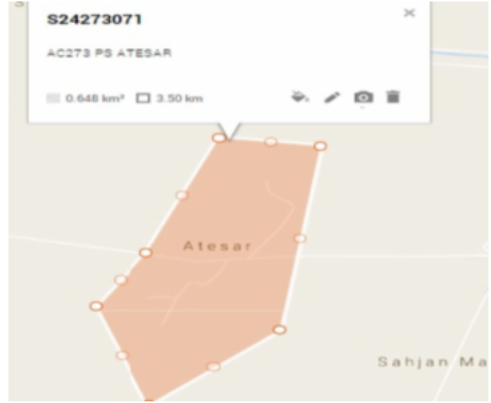 S24273071
AC273 PS ATESAR
0.648 km² 3.50 km
Atesar
Sahjan Ma